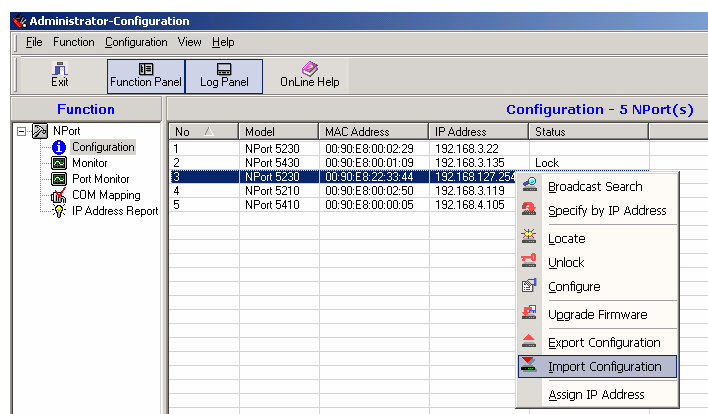 Administrator-Configuration
File Function Configuration View Help
Exit Function Panel Log Panel OnLine Help
Function
Configuration - 5 NPort(s)
NPort
Configuration
Monitor
Port Monitor
COM Mapping
IP Address Report
No Model MAC Address IP Address Status
1 NPort 5230 00:90:E8:00:02:29 192.168.3.22
2 NPort 5430 00:90:E8:00:01:09 192.168.3.135 Lock
3 NPort 5230 00:90:E8:22:33:44 192.168.127.254
4 NPort 5210 00:90:E8:00:02:50 192.168.3.119
5 NPort 5410 00:90:E8:00:00:05 192.168.4.105
Broadcast Search
Specify by IP Address
Locate
Unlock
Configure
Upgrade Firmware
Export Configuration
Import Configuration
Assign IP Address